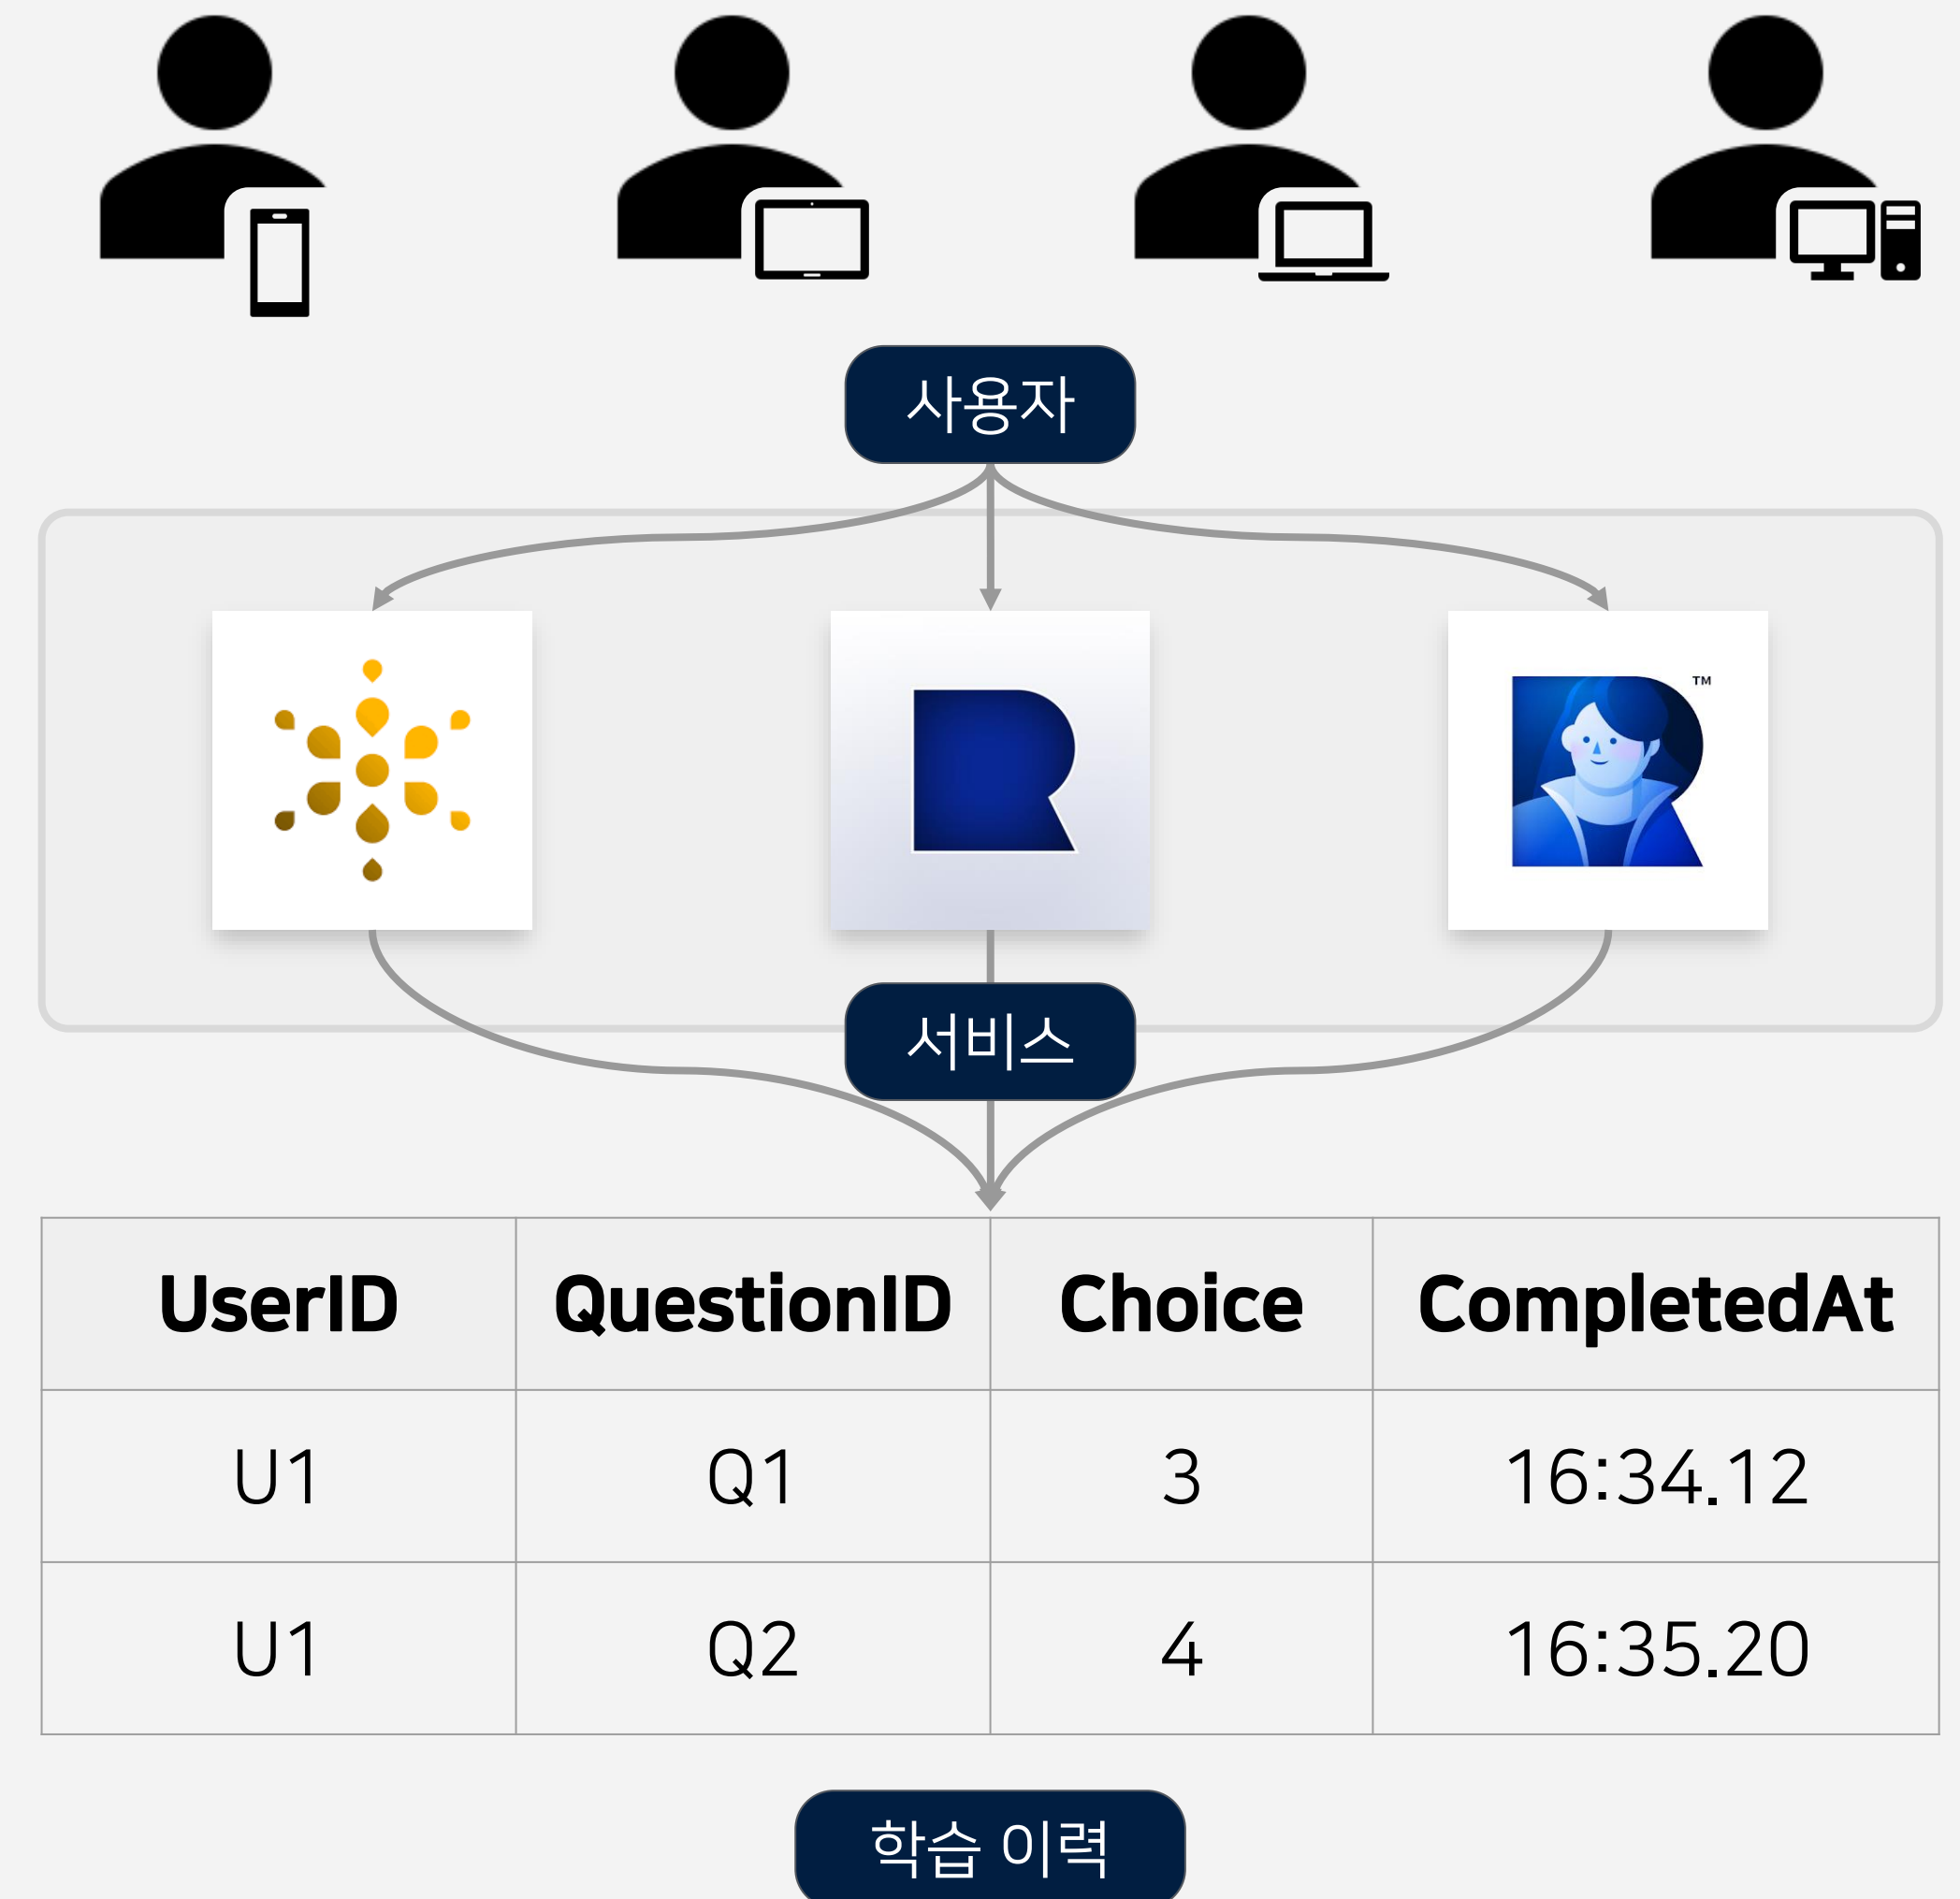 사용자
TM
서비스
UserID QuestionID Choice CompletedAt
U1 Q1 3 16:34.12
U1 Q2 4 16:35.20
학습 이력